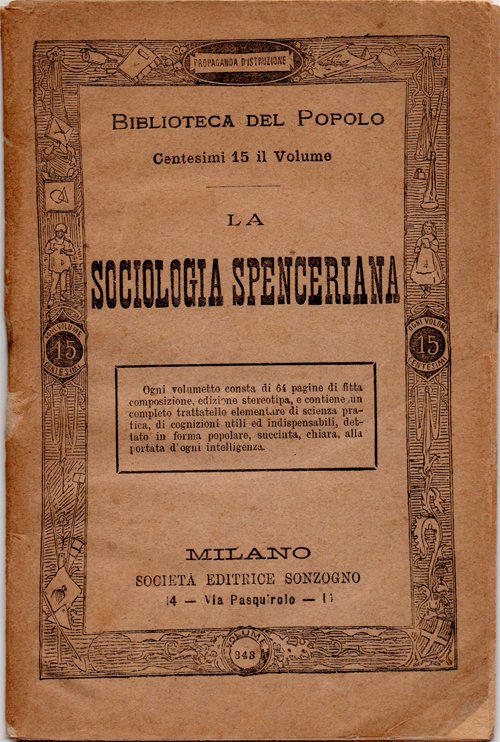 PROPAGANDA D'ISTRUZIONE
BIBLIOTECA DEL POPOLO
Centesimi 15 il Volume
LA
SOCIOLOGIA SPENCERIANA
OGNI VOLUME
15
CENTESIMI
OGNI VOLUME
15
CENTESIMI
Ogni volumetto consta di 64 pagine di fitta
composizione, edizione stereotipa, e contiene un
completo trattatello elementare di scienza pra-
tica, di cognizioni utili ed indispensabili, det-
tato in forma popolare, succinta, chiara, alla
portata d'ogni intelligenza.
MILANO
SOCIETÀ EDITRICE SONZOGNO
14 — Via Pasquirolo — 14
VOLUME
348